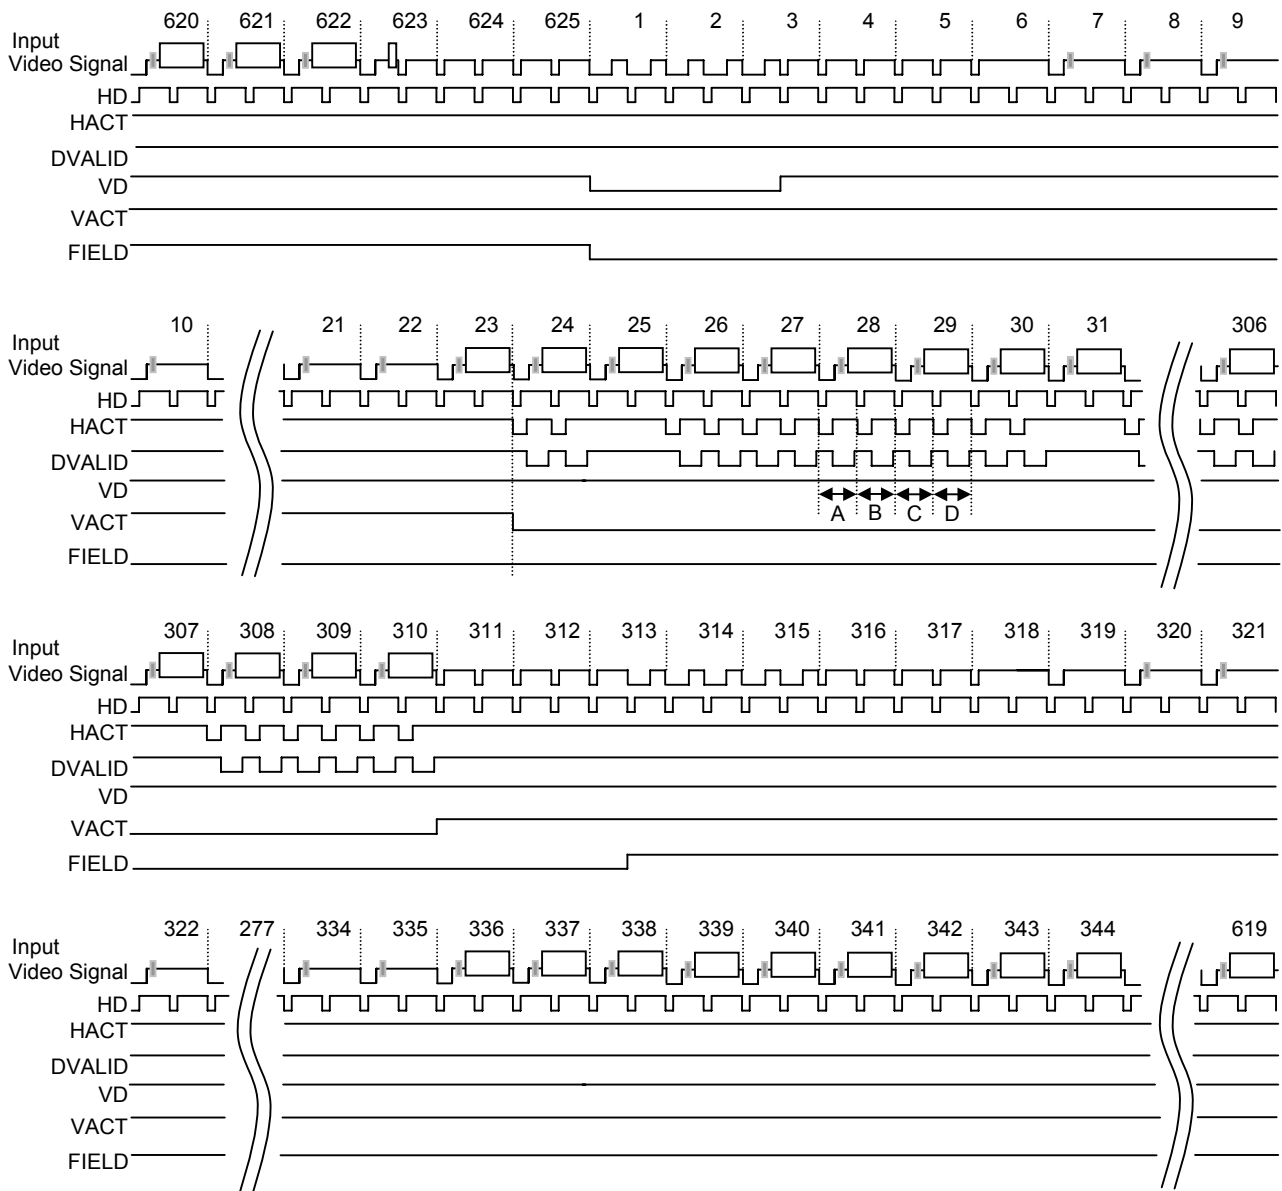 620 621 622 623 624 625 1 2 3 4 5 6 7 8 9
Input
Video Signal
HD
HACT
DVALID
VD
VACT
FIELD
10 21 22 23 24 25 26 27 28 29 30 31 306
Input
Video Signal
HD
HACT
DVALID
VD
A B C D
VACT
FIELD
307 308 309 310 311 312 313 314 315 316 317 318 319 320 321
Input
Video Signal
HD
HACT
DVALID
VD
VACT
FIELD
322 277 334 335 336 337 338 339 340 341 342 343 344 619
Input
Video Signal
HD
HACT
DVALID
VD
VACT
FIELD